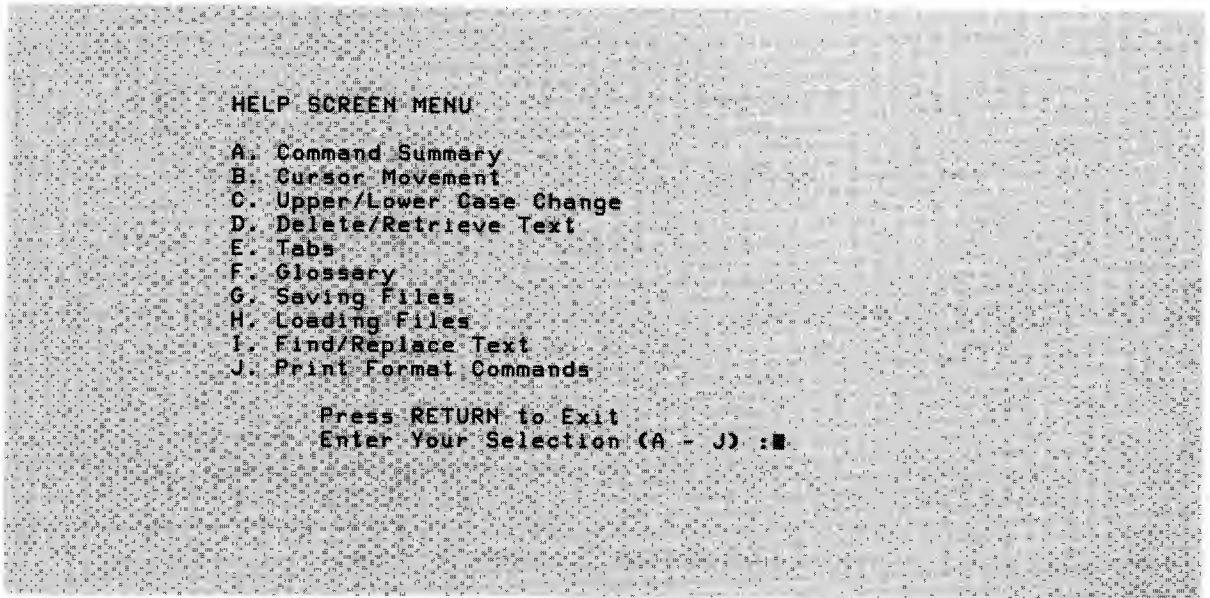 HELP SCREEN MENU
A. Command Summary
B. Cursor Movement
C. Upper/Lower Case Change
D. Delete/Retrieve Text
E. Tabs
F. Glossary
G. Saving Files
H. Loading Files
I. Find/Replace Text
J. Print Format Commands
Press RETURN to Exit
Enter Your Selection (A - J) :